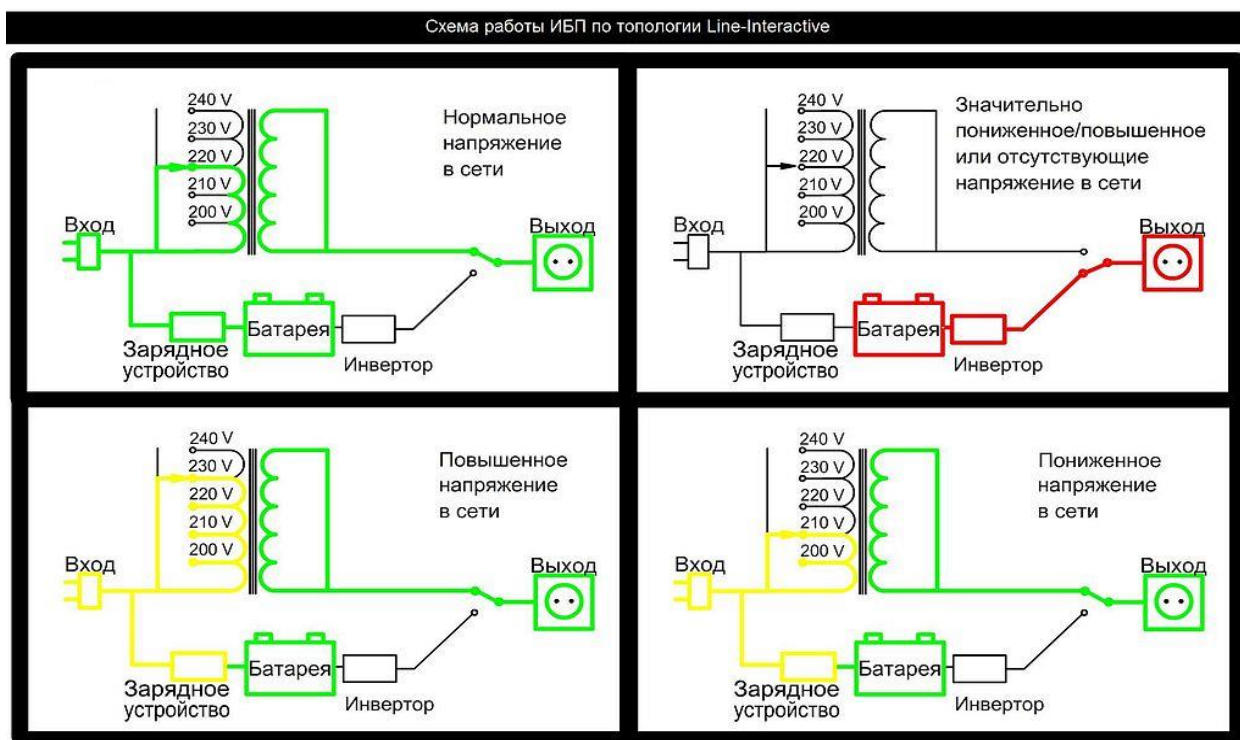 Схема работы ИБП по топологии Line-Interactive
240 V
230 V
220 V
210 V
200 V
Нормальное
напряжение
в сети
Вход
Выход
Батарея
Зарядное
устройство
Инвертор
240 V
230 V
220 V
210 V
200 V
Значительно
пониженное/повышенное
или отсутствующие
напряжение в сети
Вход
Выход
Батарея
Зарядное
устройство
Инвертор
240 V
230 V
220 V
210 V
200 V
Повышенное
напряжение
в сети
Вход
Выход
Батарея
Зарядное
устройство
Инвертор
240 V
230 V
220 V
210 V
200 V
Пониженное
напряжение
в сети
Вход
Выход
Батарея
Зарядное
устройство
Инвертор